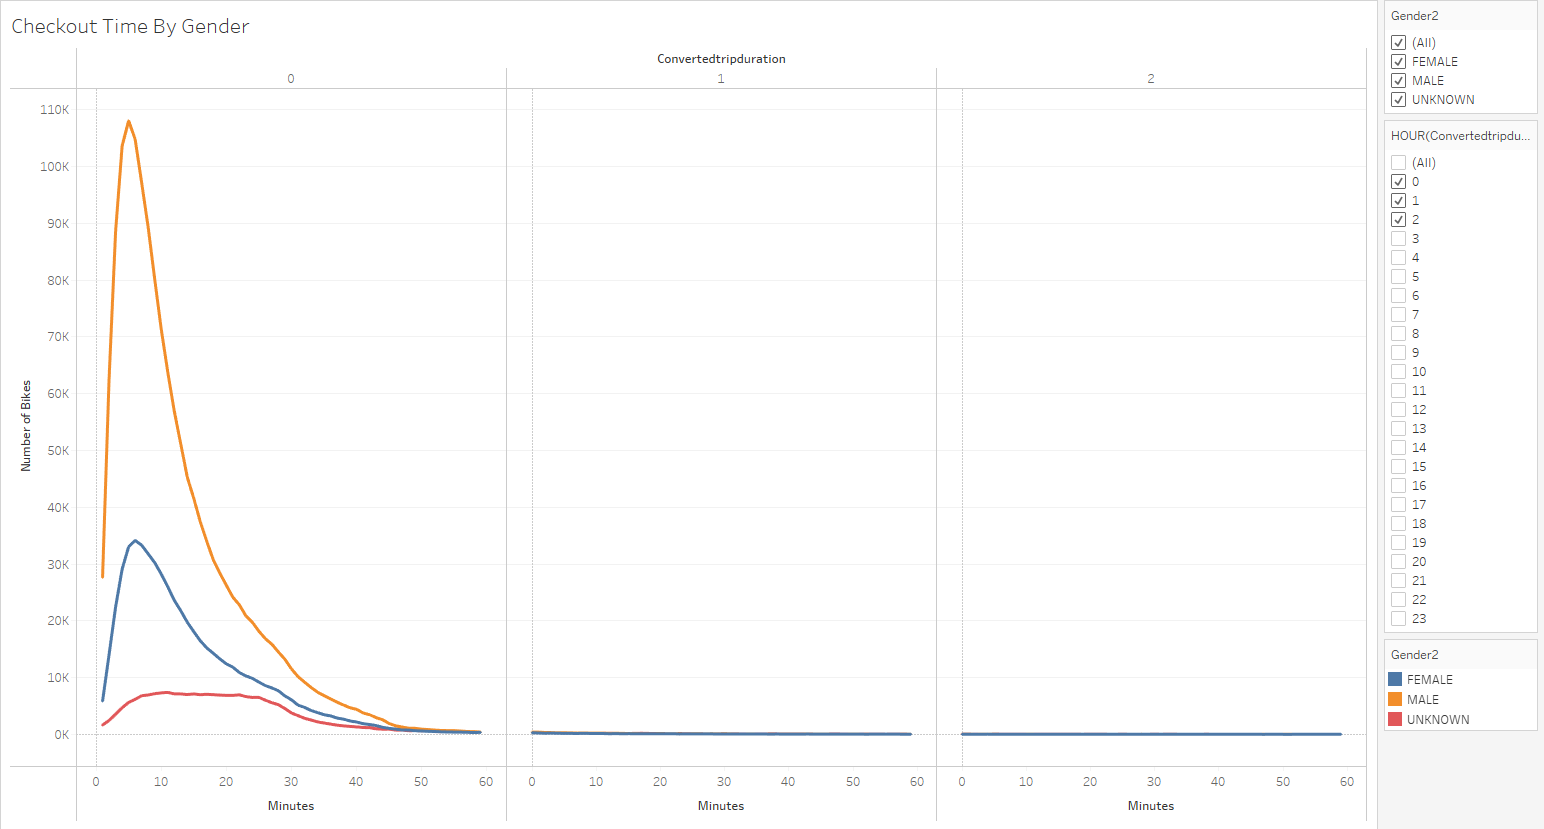 Checkout Time By Gender
Convertedtripduration
0 1 2
110K
100K
90K
80K
70K
60K
50K
40K
30K
20K
10K
0K
Number of Bikes
0 10 20 30 40 50 60 0 10 20 30 40 50 60 0 10 20 30 40 50 60
Minutes Minutes Minutes
Gender2
(All)
FEMALE
MALE
UNKNOWN
HOUR(Convertedtripdu...
(All)
0
1
2
3
4
5
6
7
8
9
10
11
12
13
14
15
16
17
18
19
20
21
22
23
Gender2
FEMALE
MALE
UNKNOWN